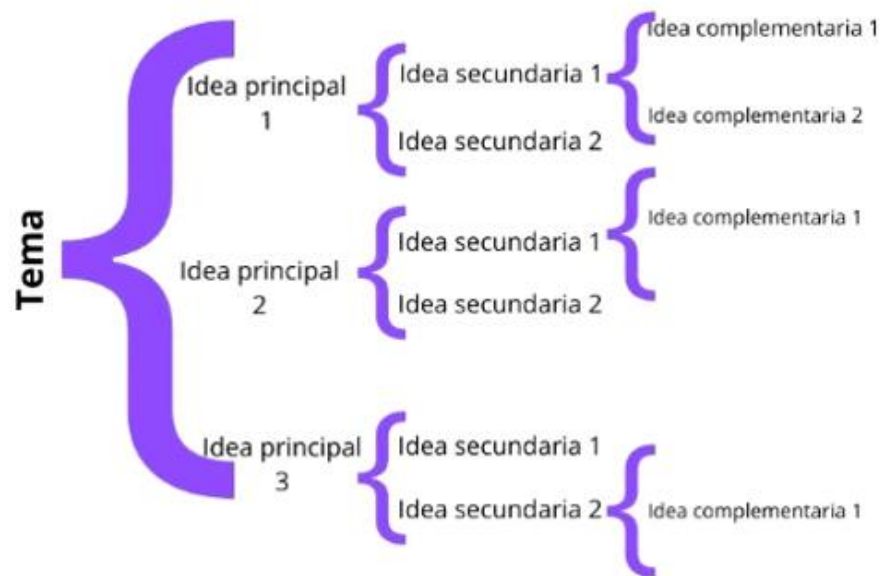 Tema
Idea principal
1
Idea secundaria 1
Idea complementaria 1
Idea complementaria 2
Idea secundaria 2
Idea principal
2
Idea secundaria 1
Idea complementaria 1
Idea secundaria 2
Idea principal
3
Idea secundaria 1
Idea secundaria 2
Idea complementaria 1